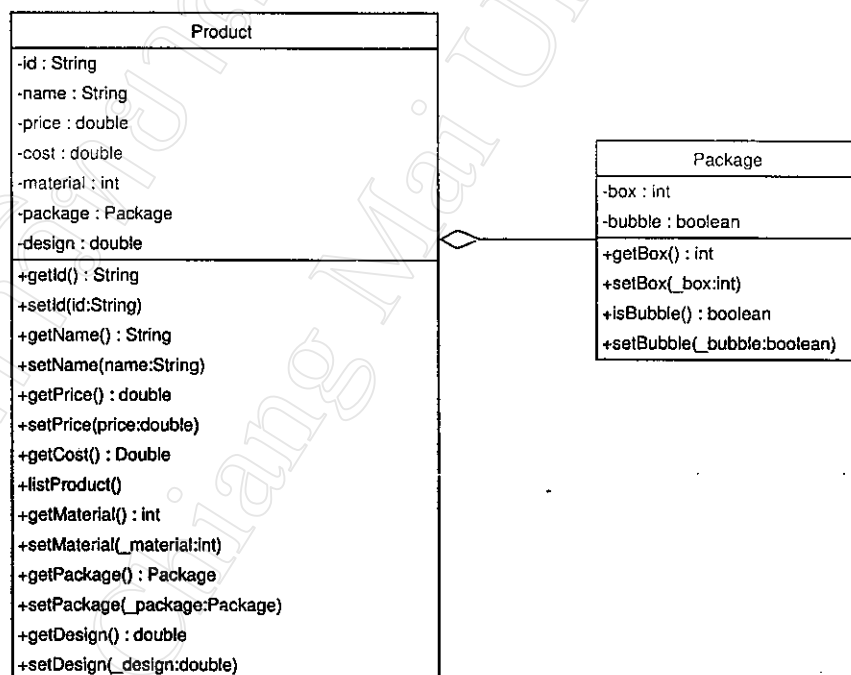 Product
-id : String
-name : String
-price : double
-cost : double
-material : int
-package : Package
-design : double
+getId() : String
+setId(id:String)
+getName() : String
+setName(name:String)
+getPrice() : double
+setPrice(price:double)
+getCost() : Double
+listProduct()
+getMaterial() : int
+setMaterial(_material:int)
+getPackage() : Package
+setPackage(_package:Package)
+getDesign() : double
+setDesign(_design:double)
Package
-box : int
-bubble : boolean
+getBox() : int
+setBox(_box:int)
+isBubble() : boolean
+setBubble(_bubble:boolean)
Chiang Mai